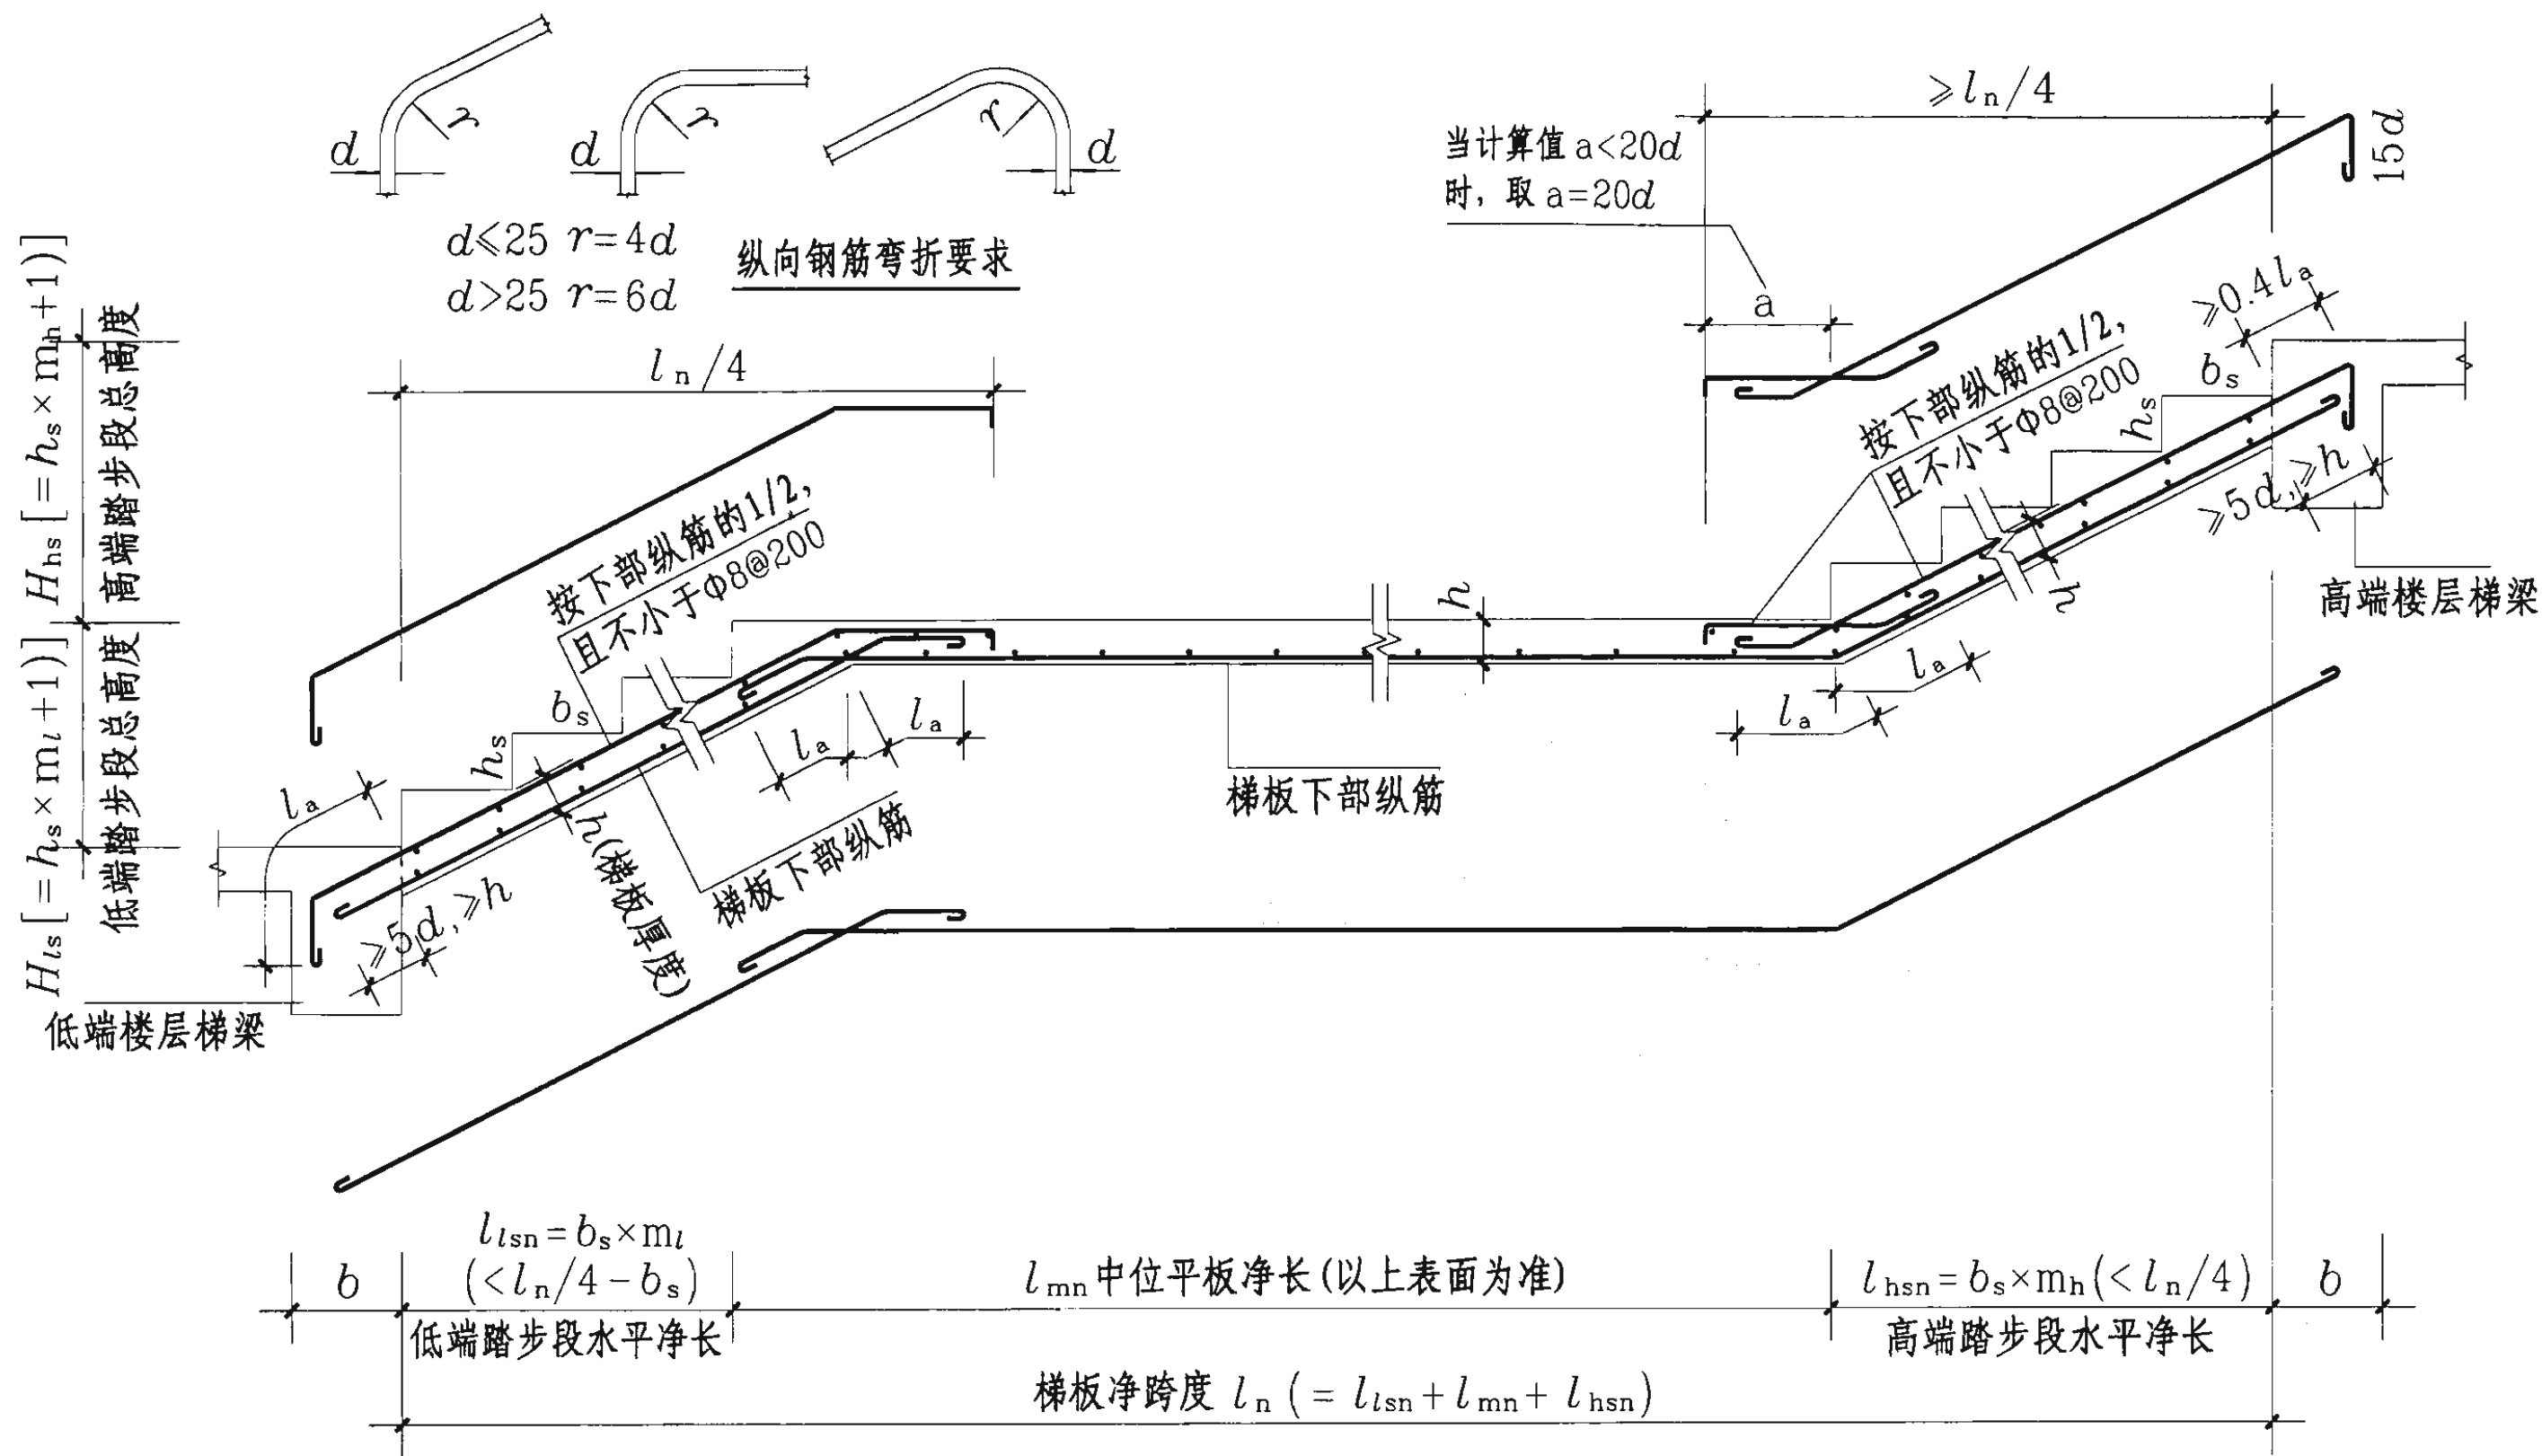 d
r
d
r
r
d
d≤25 r=4d
d>25 r=6d
纵向钢筋弯折要求
≥ln/4
当计算值 a<20d
时, 取 a=20d
15d
a
≥0.4la
ln/4
按下部纵筋的1/2,
且不小于Φ8@200
bs
hs
≥5d,≥h
h
高端楼层梯梁
Hhs[=hs×mh+1)]
高端踏步段总高度
按下部纵筋的1/2,
且不小于Φ8@200
h
Hls[=hs×ml+1)]
低端踏步段总高度
bs
hs
la
la
la
la
la
梯板下部纵筋
h(梯板厚度)
梯板下部纵筋
≥5d,≥h
低端楼层梯梁
b
llsn=bs×ml
(<ln/4-bs)
低端踏步段水平净长
lmn中位平板净长(以上表面为准)
lhsn=bs×mh(<ln/4)
高端踏步段水平净长
b
梯板净跨度 ln(=llsn+lmn+lhsn)